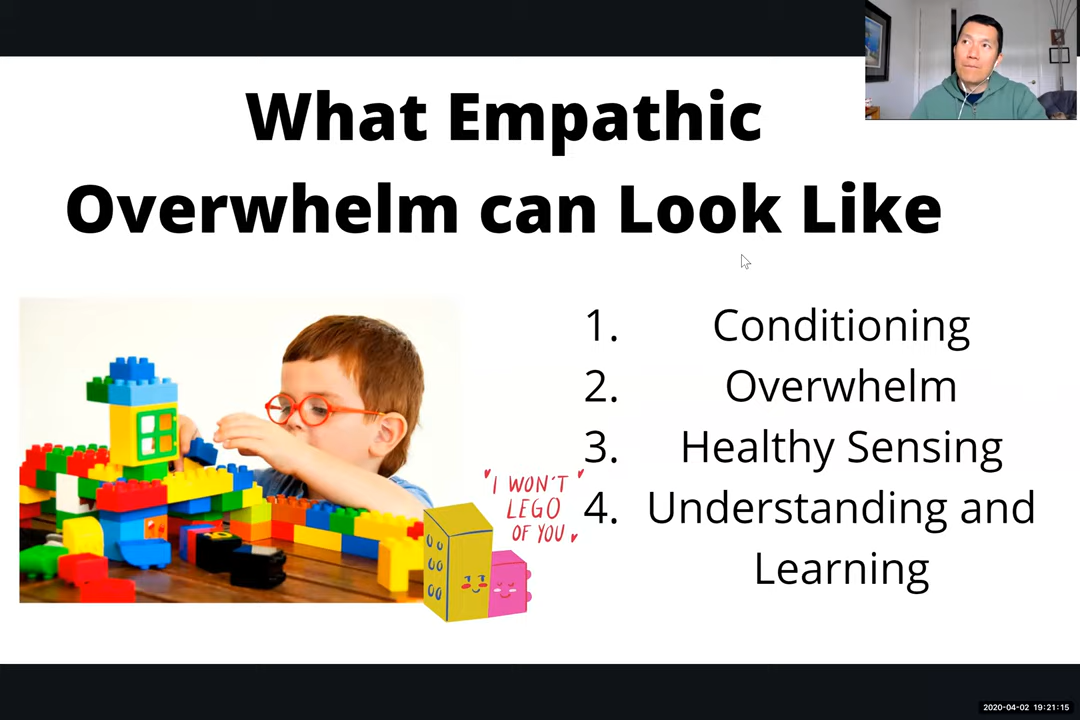 What Empathic
Overwhelm can Look Like
1. Conditioning
2. Overwhelm
3. Healthy Sensing
4. Understanding and
Learning
I WON'T
LEGO
OF YOU
2020-04-02 19:21:15